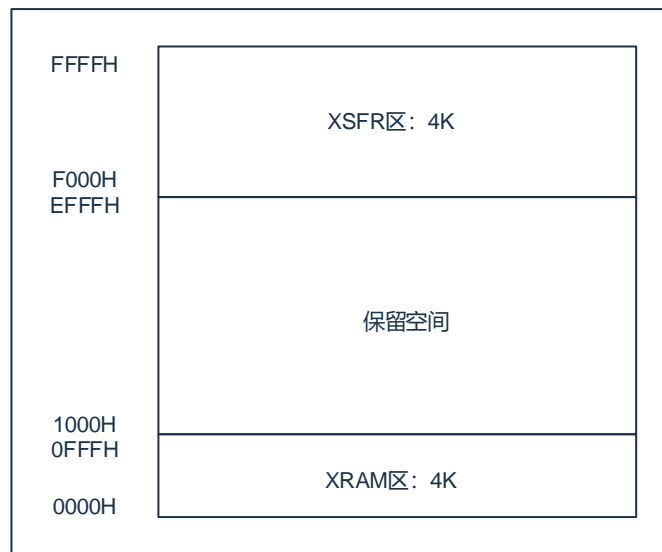 FFFFH
XSFR区：4K
F000H
EFFFH
保留空间
1000H
0FFFH
XRAM区：4K
0000H